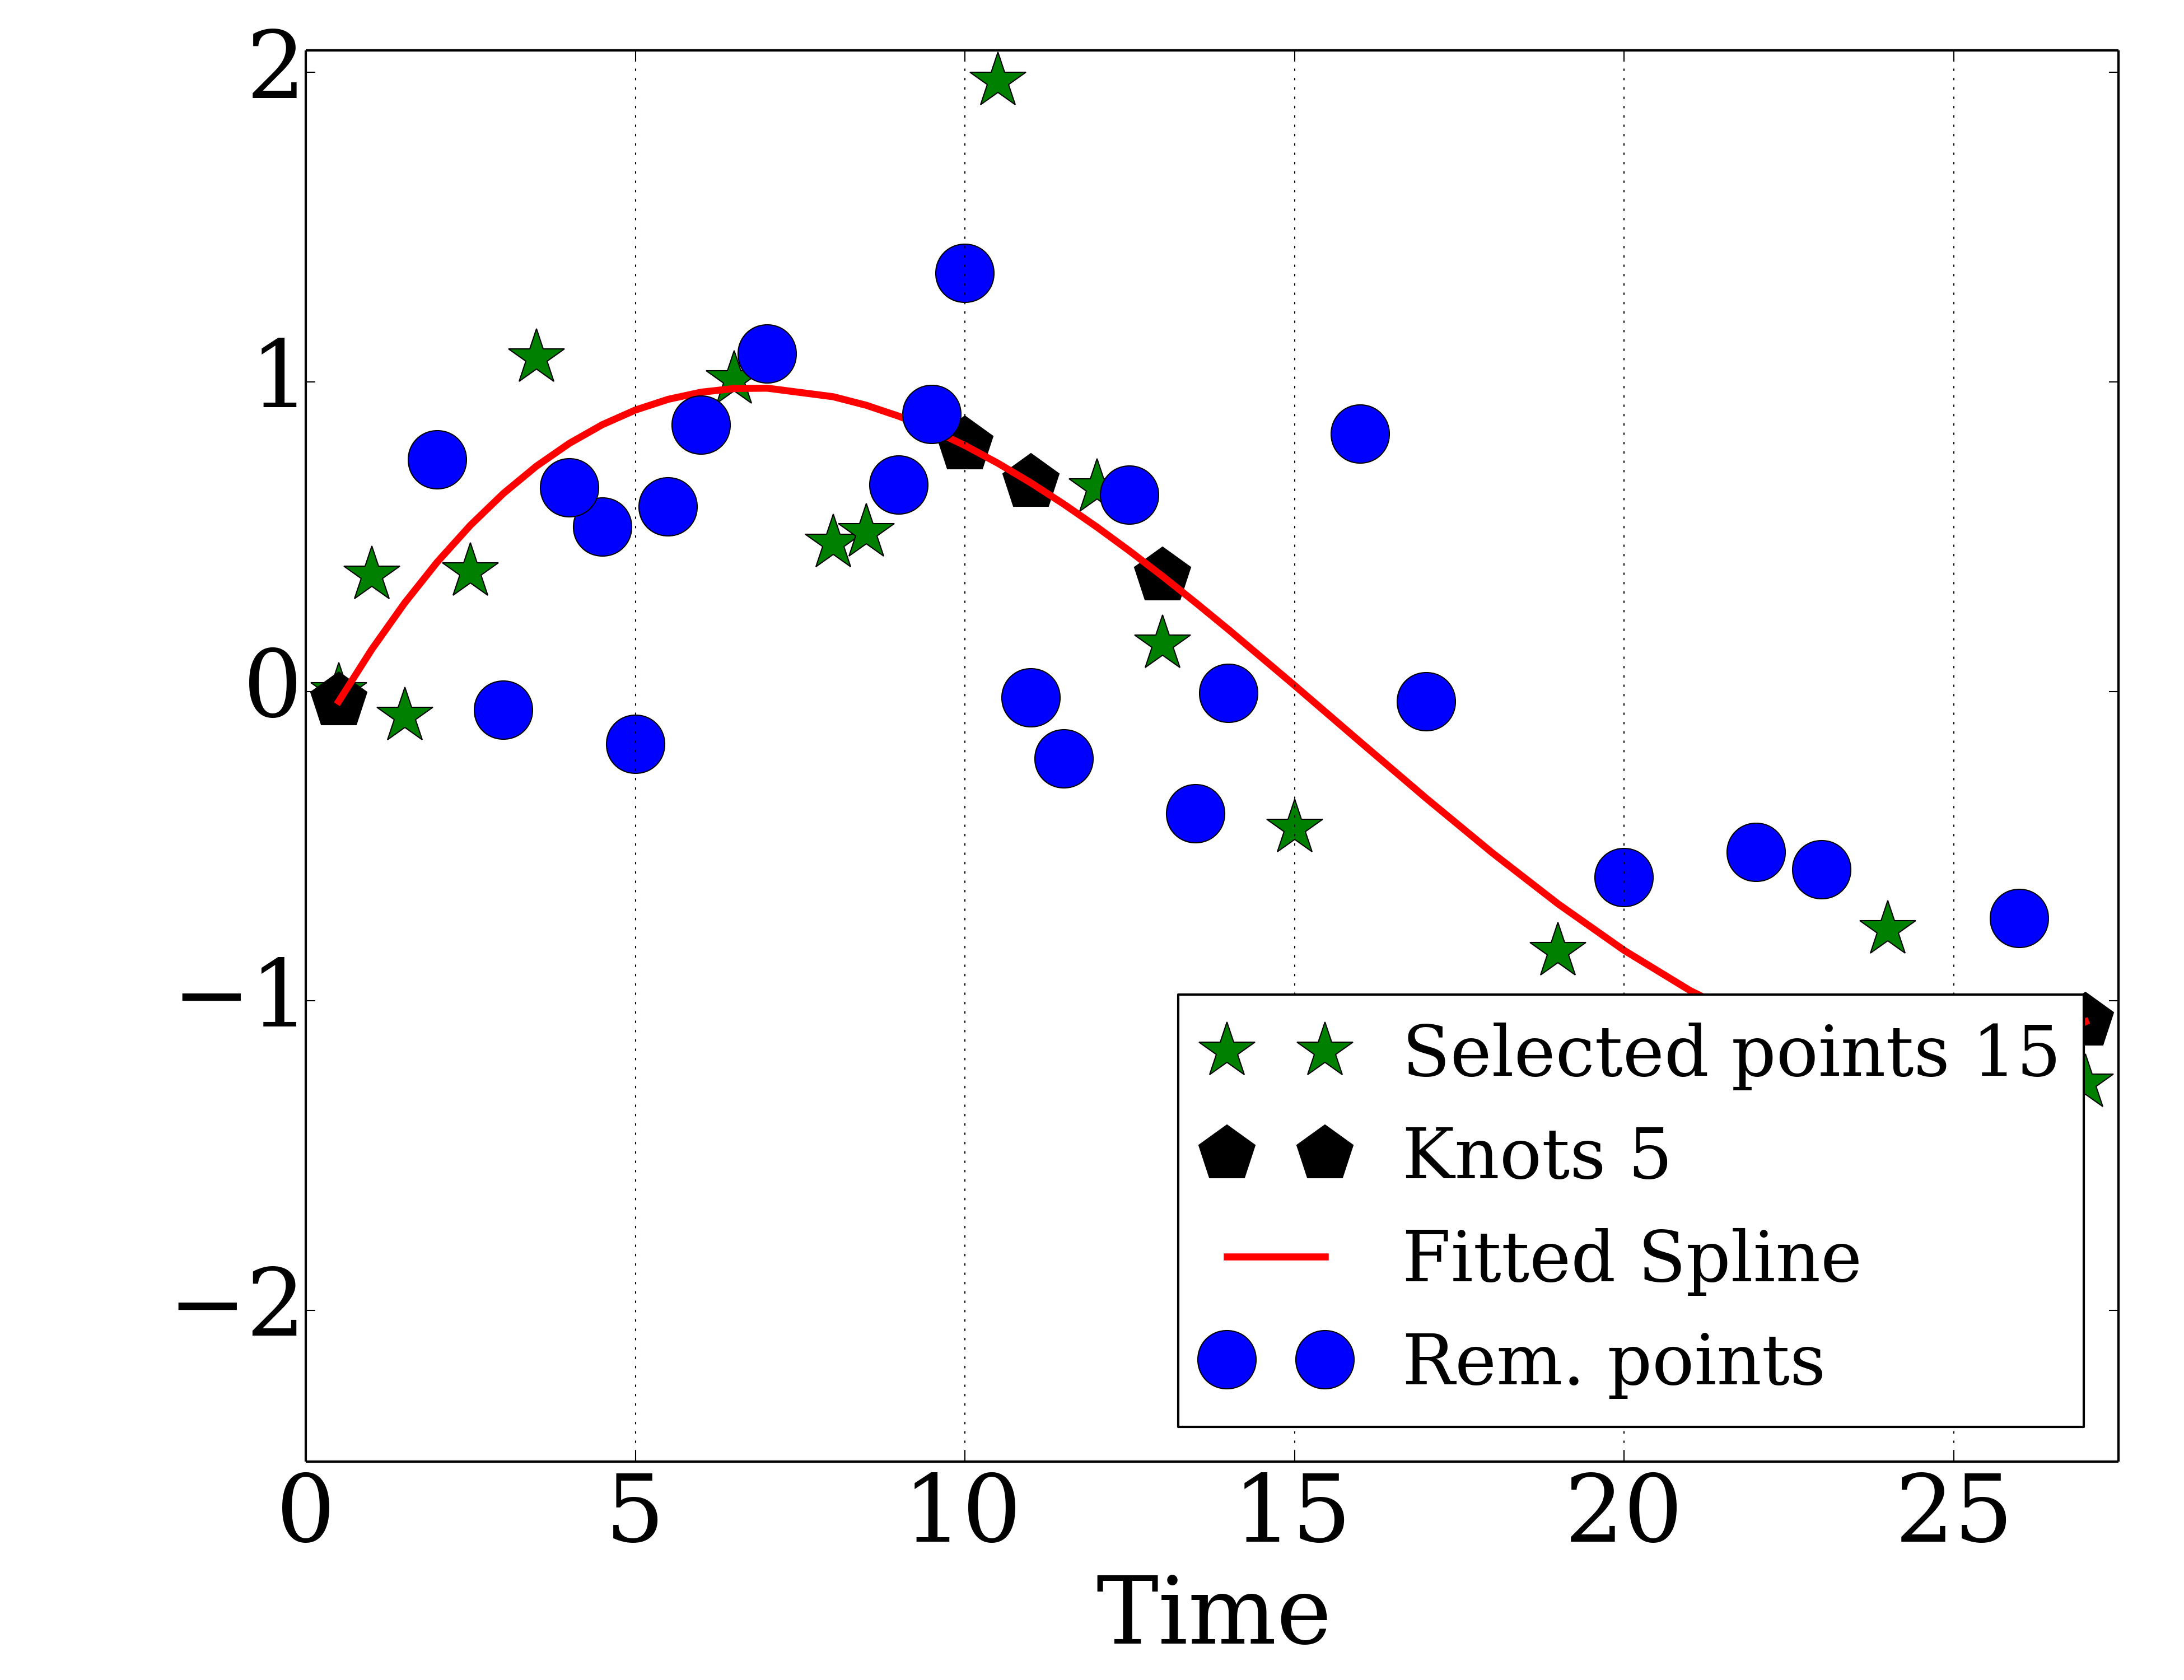 2
1
0
−1
−2
0 5 10 15 20 25
Time
Selected points 15
Knots 5
Fitted Spline
Rem. points